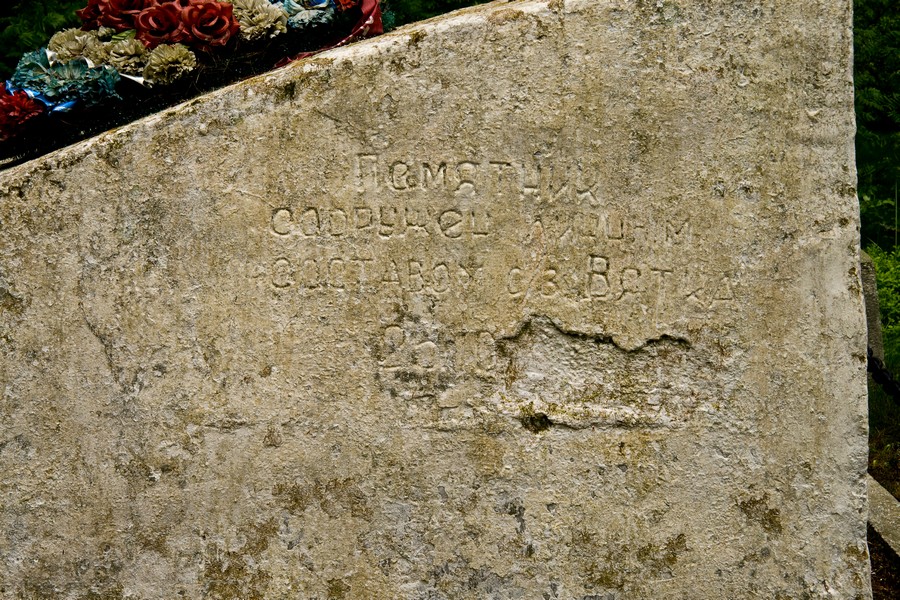 Памятник
сооружен личным
составом э/с Вятка